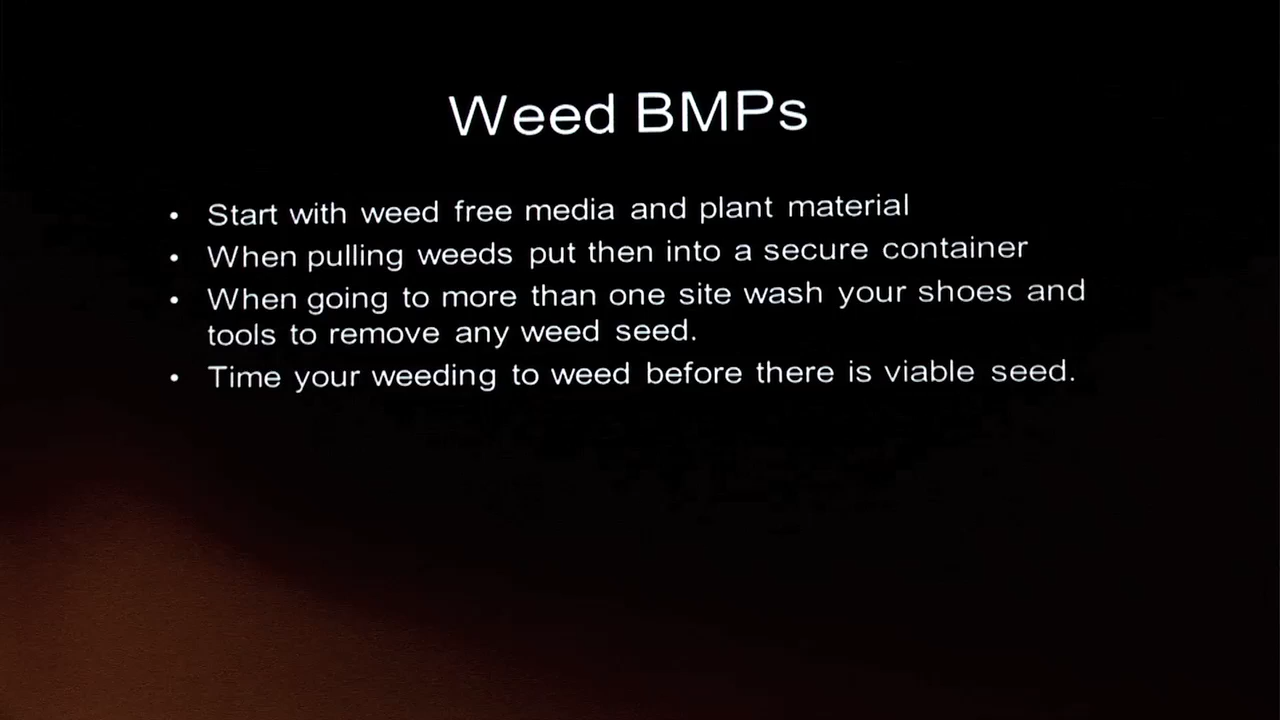 Weed BMPs
• Start with weed free media and plant material
• When pulling weeds put then into a secure container
• When going to more than one site wash your shoes and
tools to remove any weed seed.
• Time your weeding to weed before there is viable seed.